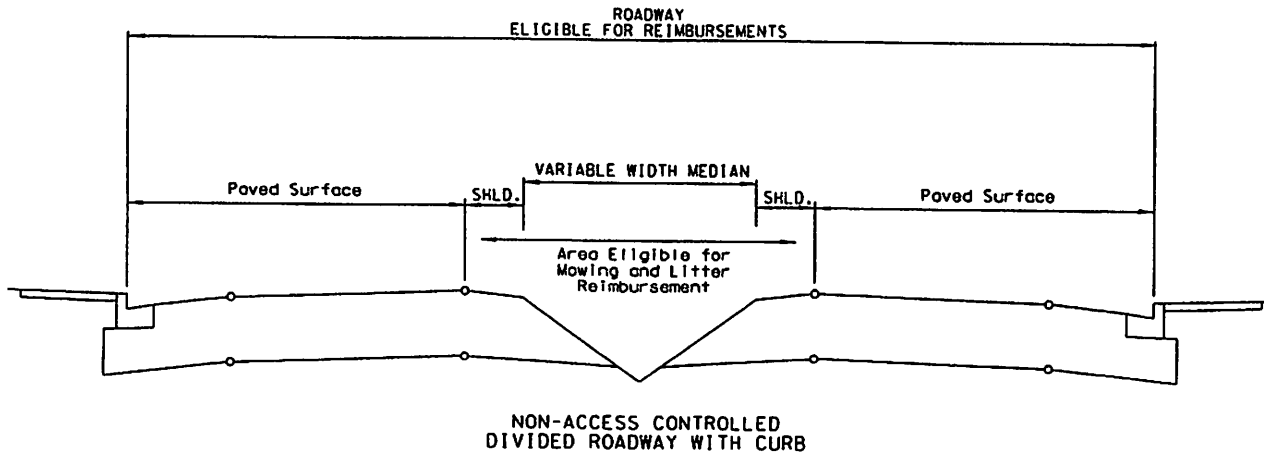 ROADWAY
ELIGIBLE FOR REIMBURSEMENTS
VARIABLE WIDTH MEDIAN
Paved Surface
SHLD.
SHLD.
Paved Surface
Area Eligible for
Mowing and Litter
Reimbursement
NON-ACCESS CONTROLLED
DIVIDED ROADWAY WITH CURB